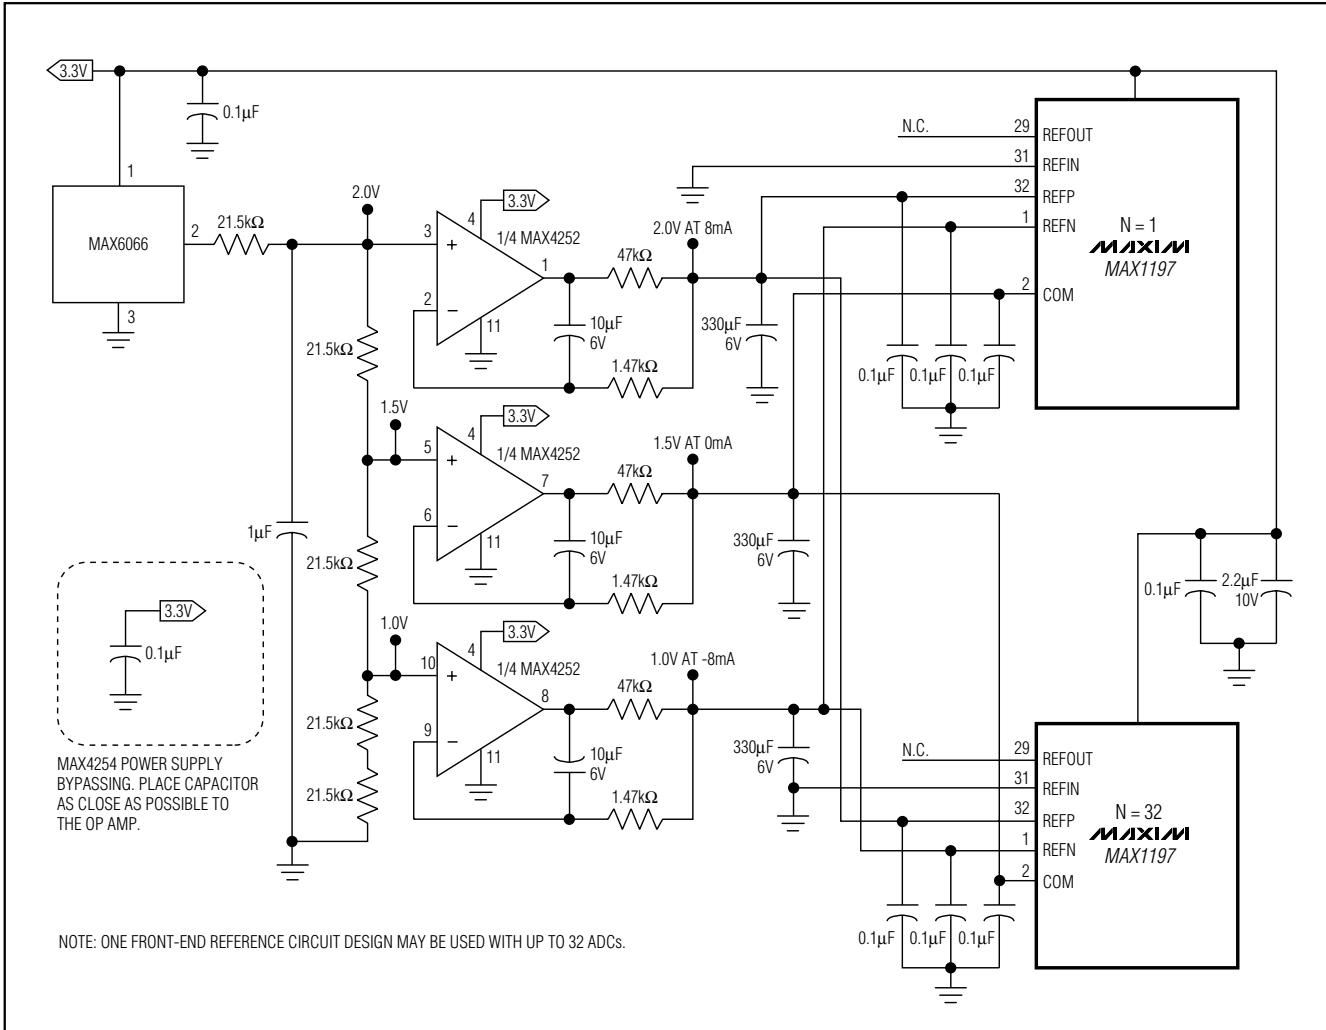 3.3V
0.1µF
1
MAX6066
2
3
21.5kΩ
2.0V
3
+
2
−
4
3.3V
1/4 MAX4252
1
11
47kΩ
10µF
6V
1.47kΩ
2.0V AT 8mA
330µF
6V
21.5kΩ
1.5V
5
+
6
−
4
3.3V
1/4 MAX4252
7
11
47kΩ
10µF
6V
1.47kΩ
1.5V AT 0mA
330µF
6V
1µF
21.5kΩ
1.0V
10
+
9
−
4
3.3V
1/4 MAX4252
8
11
47kΩ
10µF
6V
1.47kΩ
1.0V AT -8mA
330µF
6V
21.5kΩ
21.5kΩ
3.3V
0.1µF
MAX4254 POWER SUPPLY
BYPASSING. PLACE CAPACITOR
AS CLOSE AS POSSIBLE TO
THE OP AMP.
N.C.
29
REFOUT
31
REFIN
32
REFP
1
REFN
2
COM
N = 1
MAXIM
MAX1197
0.1µF
0.1µF
0.1µF
0.1µF
2.2µF
10V
N.C.
29
REFOUT
31
REFIN
32
REFP
1
REFN
2
COM
N = 32
MAXIM
MAX1197
0.1µF
0.1µF
0.1µF
NOTE: ONE FRONT-END REFERENCE CIRCUIT DESIGN MAY BE USED WITH UP TO 32 ADCs.